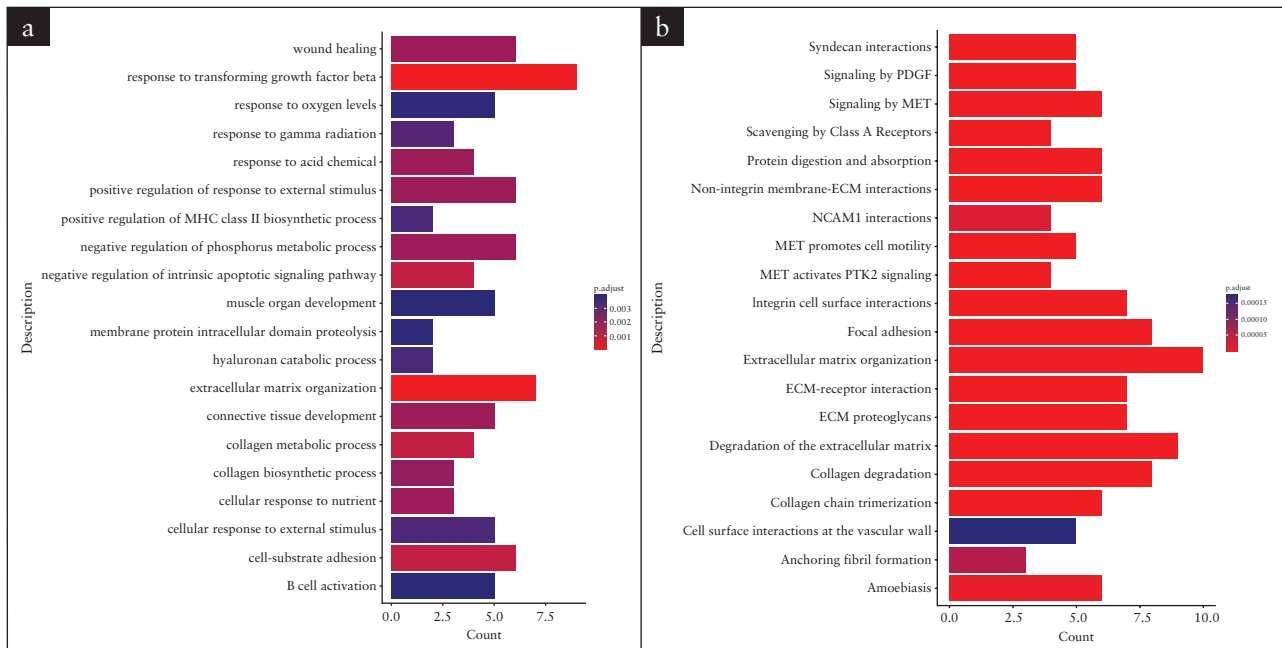 a
Description
wound healing
response to transforming growth factor beta
response to oxygen levels
response to gamma radiation
response to acid chemical
positive regulation of response to external stimulus
positive regulation of MHC class II biosynthetic process
negative regulation of phosphorus metabolic process
negative regulation of intrinsic apoptotic signaling pathway
muscle organ development
membrane protein intracellular domain proteolysis
hyaluronan catabolic process
extracellular matrix organization
connective tissue development
collagen metabolic process
collagen biosynthetic process
cellular response to nutrient
cellular response to external stimulus
cell-substrate adhesion
B cell activation
0.0 2.5 5.0 7.5
Count
p.adjust
0.003
0.002
0.001
b
Description
Syndecan interactions
Signaling by PDGF
Signaling by MET
Scavenging by Class A Receptors
Protein digestion and absorption
Non-integrin membrane-ECM interactions
NCAM1 interactions
MET promotes cell motility
MET activates PTK2 signaling
Integrin cell surface interactions
Focal adhesion
Extracellular matrix organization
ECM-receptor interaction
ECM proteoglycans
Degradation of the extracellular matrix
Collagen degradation
Collagen chain trimerization
Cell surface interactions at the vascular wall
Anchoring fibril formation
Amoebiasis
0.0 2.5 5.0 7.5 10.0
Count
p.adjust
0.00015
0.00010
0.00005